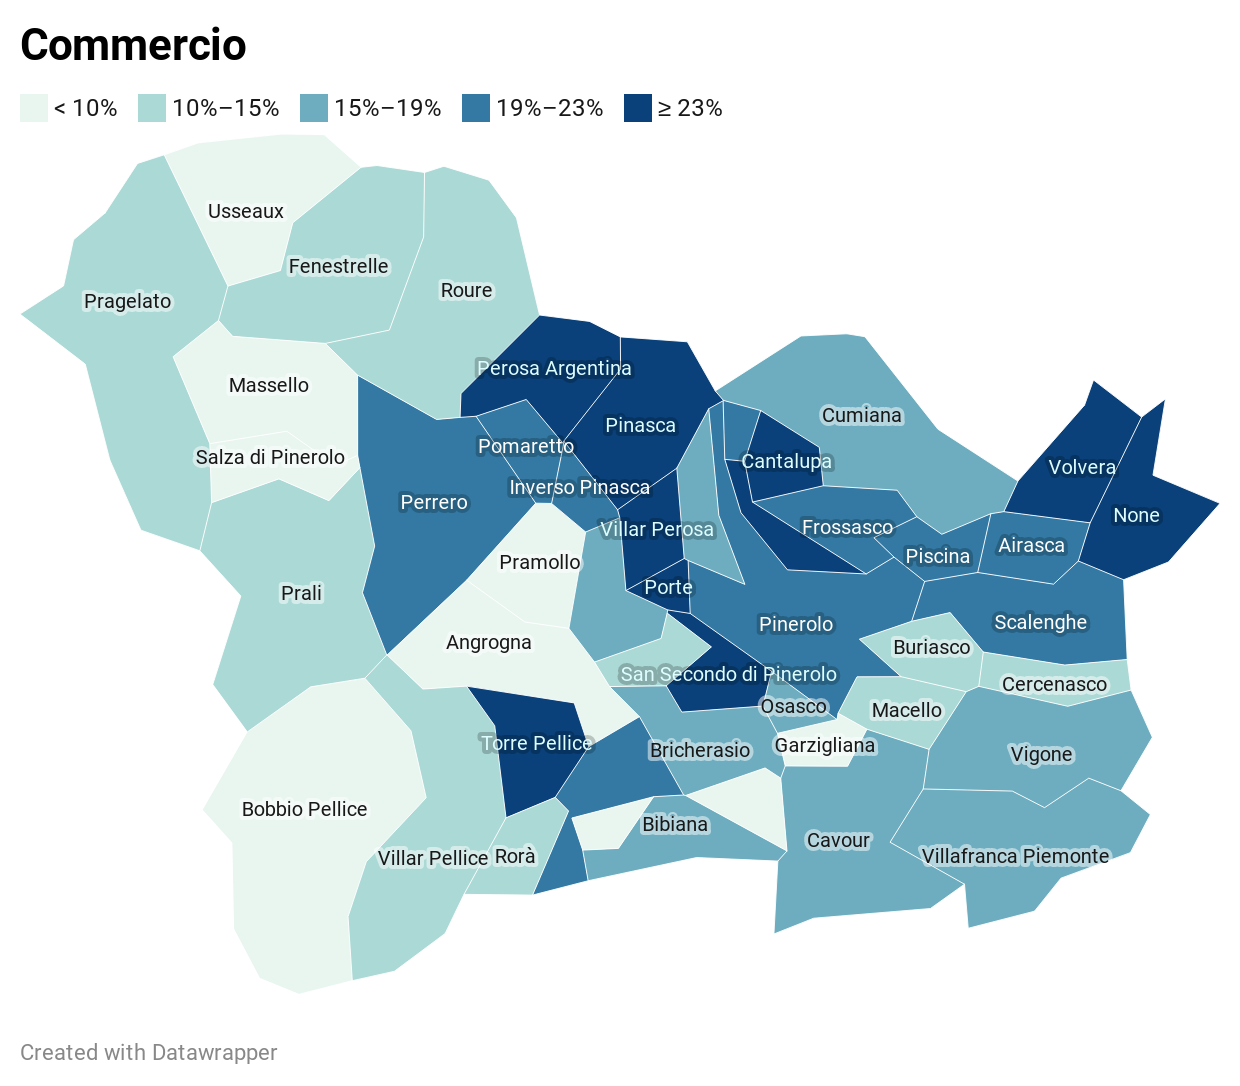 Commercio
< 10% 10%–15% 15%–19% 19%–23% ≥ 23%
Usseaux
Fenestrelle
Roure
Pragelato
Perosa Argentina
Massello
Cumiana
Pinasca
Pomaretto
Salza di Pinerolo
Cantalupa
Volvera
Inverso Pinasca
Perrero
None
Villar Perosa
Frossasco
Airasca
Piscina
Pramollo
Porte
Prali
Scalenghe
Pinerolo
Angrogna
Buriasco
San Secondo di Pinerolo
Cercenasco
Osasco
Macello
Torre Pellice
Garzigliana
Bricherasio
Vigone
Bobbio Pellice
Bibiana
Cavour
Villar Pellice
Rorà
Villafranca Piemonte
Created with Datawrapper